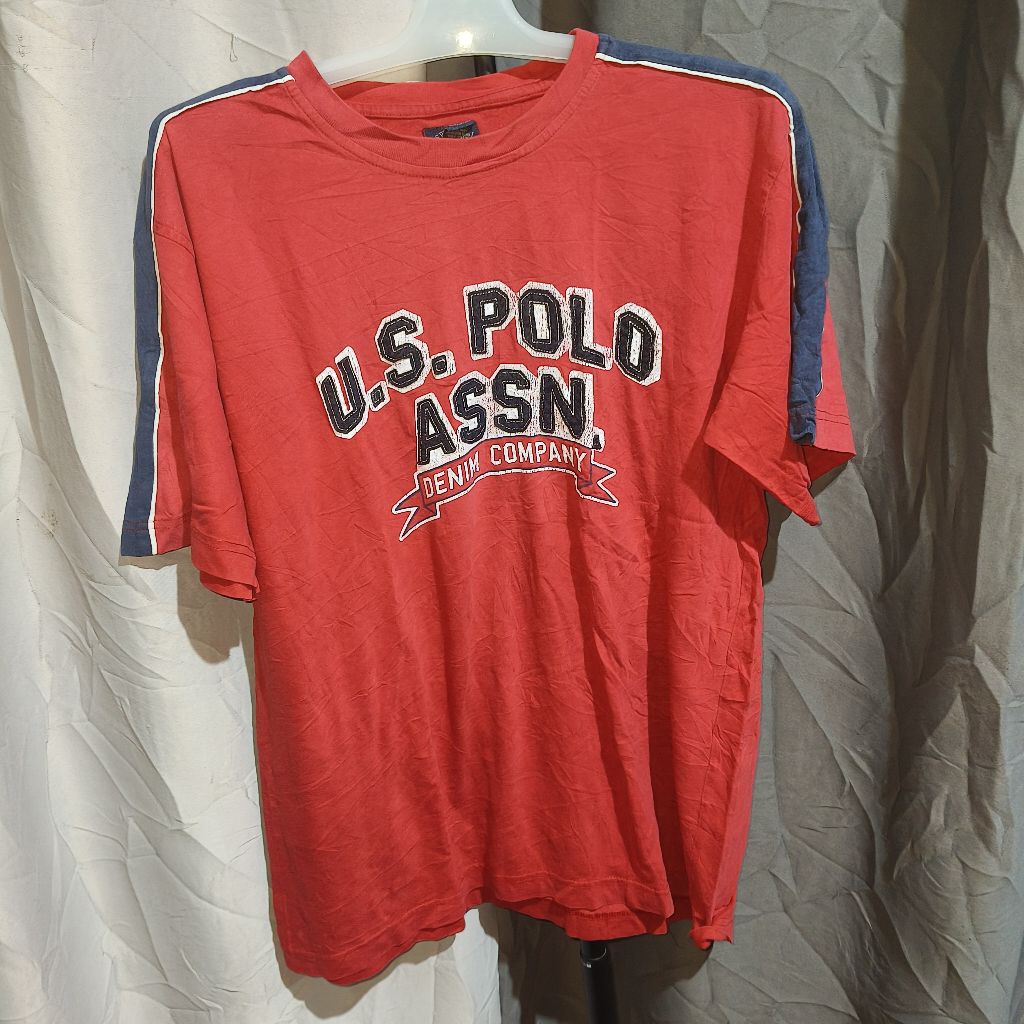 U.S. POLO
ASSN.
DENIM COMPANY